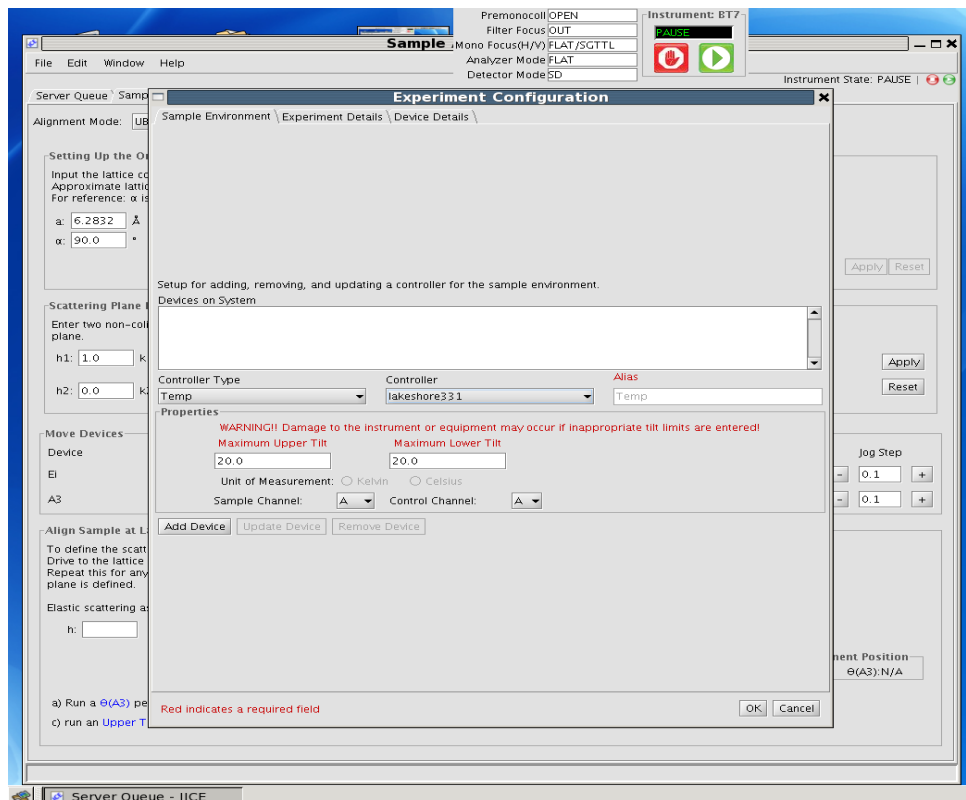 Premonocoll OPEN
Filter Focus OUT
Mono Focus(H/V) FLAT/SGTTL
Analyzer Mode FLAT
Detector Mode SD
Instrument: BT7
PAUSE
Sample
File Edit Window Help
Instrument State: PAUSE |
Server Queue Samp
Experiment Configuration
Alignment Mode: UB
Sample Environment Experiment Details Device Details
Setting Up the Or
Input the lattice co
Approximate lattic
For reference: α is
a: 6.2832 Å
α: 90.0 °
Apply Reset
Setup for adding, removing, and updating a controller for the sample environment.
Devices on System
Scattering Plane
Enter two non-coli
plane.
h1: 1.0 k
h2: 0.0 k
Apply
Reset
Controller Type Controller Alias
Temp lakeshore331 Temp
Properties
WARNING!! Damage to the instrument or equipment may occur if inappropriate tilt limits are entered!
Maximum Upper Tilt Maximum Lower Tilt
20.0 20.0
Unit of Measurement: Kelvin Celsius
Sample Channel: A Control Channel: A
Add Device Update Device Remove Device
Move Devices
Device Jog Step
Ei - 0.1 +
A3 - 0.1 +
Align Sample at L
To define the scatt
Drive to the lattice
Repeat this for any
plane is defined.
Elastic scattering a
h:
nent Position
θ(A3):N/A
a) Run a θ(A3) pe
c) run an Upper T
Red indicates a required field
OK Cancel
Server Queue - IICE